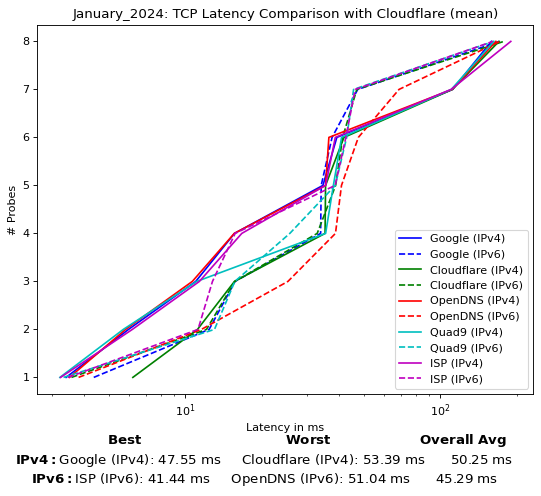 January_2024: TCP Latency Comparison with Cloudflare (mean)
8
7
6
5
4
3
2
1
# Probes
Google (IPv4)
Google (IPv6)
Cloudflare (IPv4)
Cloudflare (IPv6)
OpenDNS (IPv4)
OpenDNS (IPv6)
Quad9 (IPv4)
Quad9 (IPv6)
ISP (IPv4)
ISP (IPv6)
10¹ 10²
Latency in ms
Best Worst Overall Avg
IPv4: Google (IPv4): 47.55 ms Cloudflare (IPv4): 53.39 ms 50.25 ms
IPv6: ISP (IPv6): 41.44 ms OpenDNS (IPv6): 51.04 ms 45.29 ms